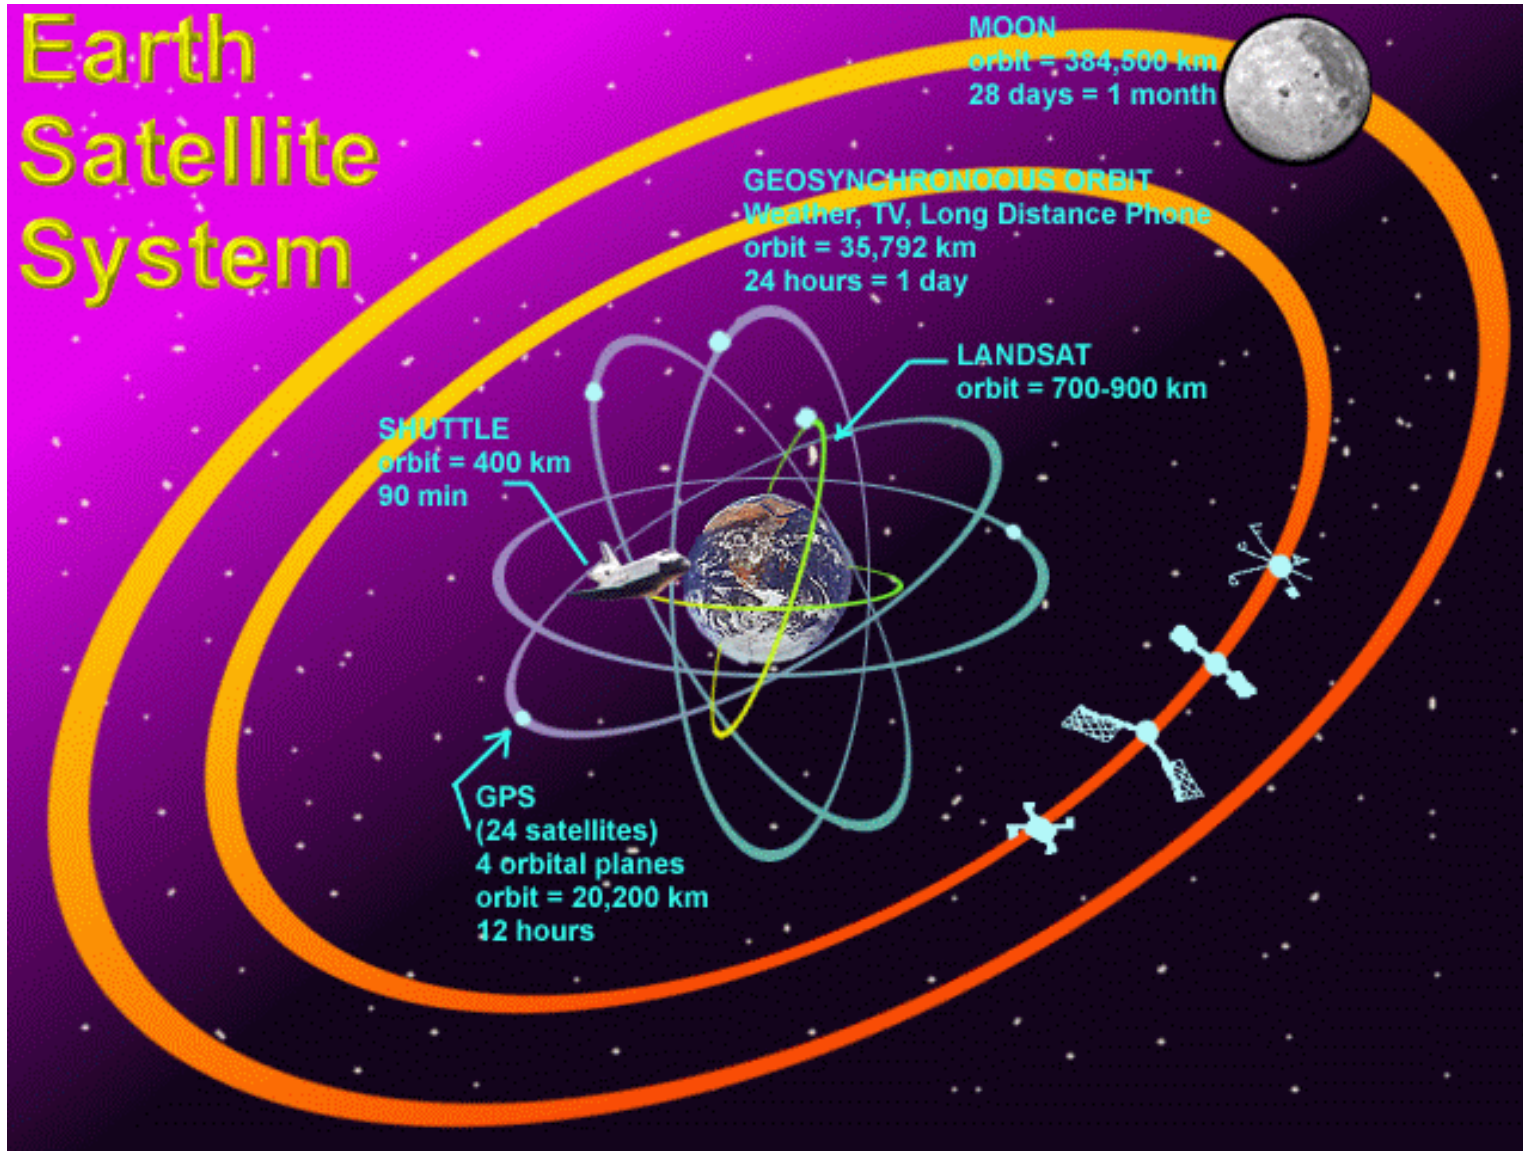 Earth
Satellite
System
MOON
orbit = 384,500 km
28 days = 1 month
GEOSYNCHRONOOUS ORBIT
Weather, TV, Long Distance Phone
orbit = 35,792 km
24 hours = 1 day
LANDSAT
orbit = 700-900 km
SHUTTLE
orbit = 400 km
90 min
GPS
(24 satellites)
4 orbital planes
orbit = 20,200 km
12 hours